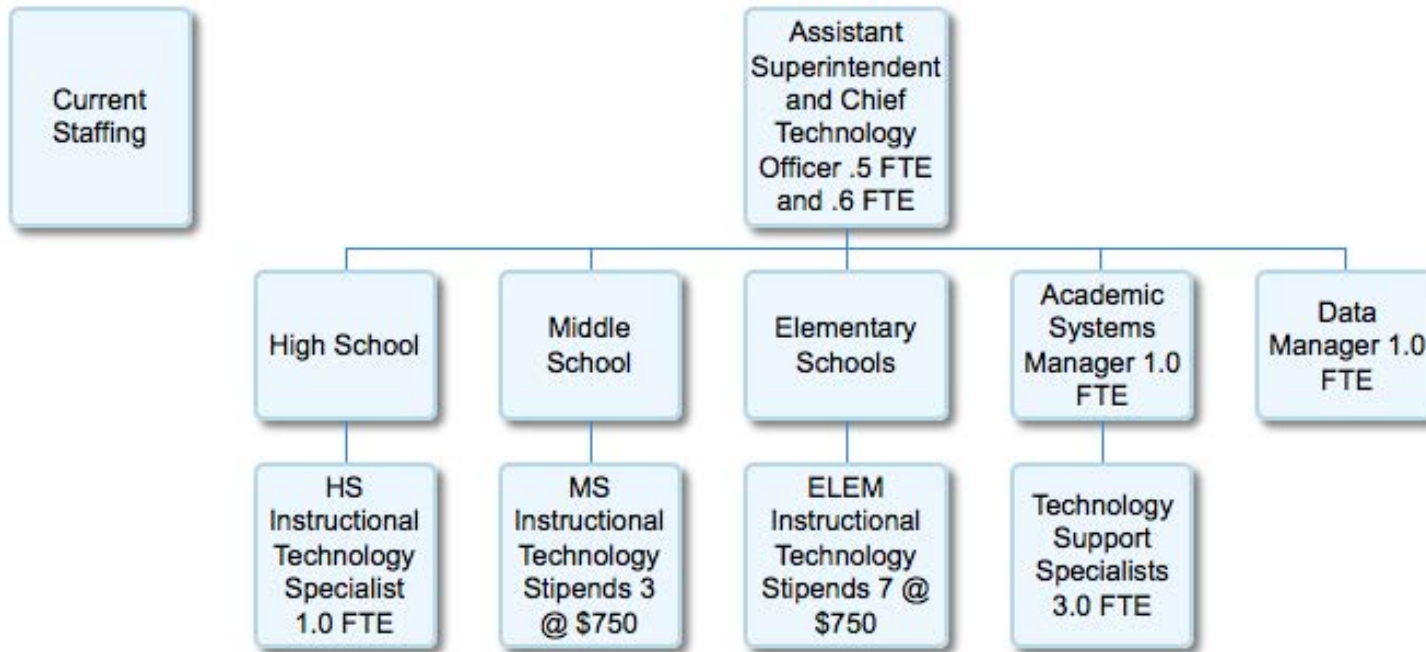 Current
Staffing
Assistant
Superintendent
and Chief
Technology
Officer .5 FTE
and .6 FTE
High School
Middle
School
Elementary
Schools
Academic
Systems
Manager 1.0
FTE
Data
Manager 1.0
FTE
HS
Instructional
Technology
Specialist
1.0 FTE
MS
Instructional
Technology
Stipends 3
@ $750
ELEM
Instructional
Technology
Stipends 7 @
$750
Technology
Support
Specialists
3.0 FTE